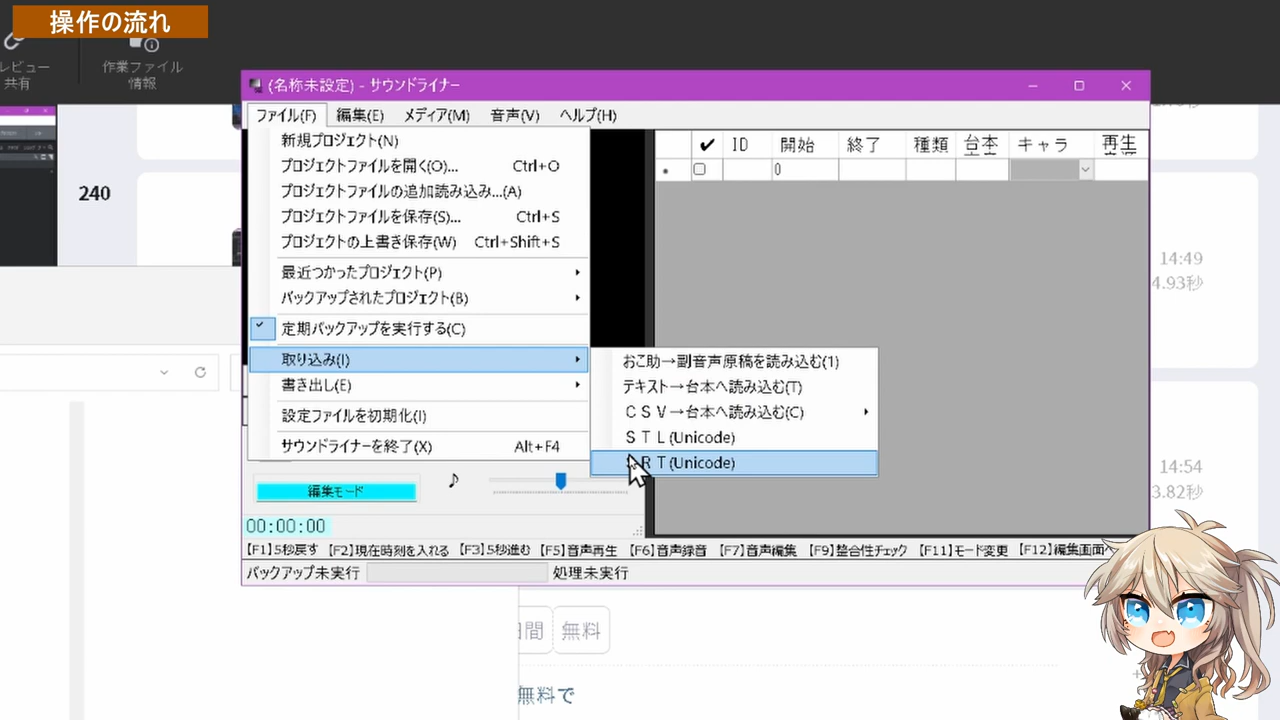 操作の流れ
レビュー
共有
作業ファイル
情報
240
(名称未設定) - サウンドライナー
ファイル(F) 編集(E) メディア(M) 音声(V) ヘルプ(H)
新規プロジェクト(N)
プロジェクトファイルを開く(O)... Ctrl+O
プロジェクトファイルの追加読み込み...(A)
プロジェクトファイルを保存(S)... Ctrl+S
プロジェクトの上書き保存(W) Ctrl+Shift+S
最近つかったプロジェクト(P)
バックアップされたプロジェクト(B)
定期バックアップを実行する(C)
取り込み(I)
書き出し(E)
設定ファイルを初期化(I)
サウンドライナーを終了(X) Alt+F4
おこ助→副音声原稿を読み込む(1)
テキスト→台本へ読み込む(T)
ＣＳＶ→台本へ読み込む(C)
ＳＴＬ(Unicode)
ＲＴ(Unicode)
✔ ID 開始 終了 種類 台本 キャラ 再生
0
編集モード
♪
00:00:00
【F1】5秒戻す 【F2】現在時刻を入れる 【F3】5秒進む 【F5】音声再生 【F6】音声録音 【F7】音声編集 【F9】整合性チェック 【F11】モード変更 【F12】編集画面へ
バックアップ未実行 処理未実行
14:49
4.93秒
14:54
3.82秒
間 無料
無料で